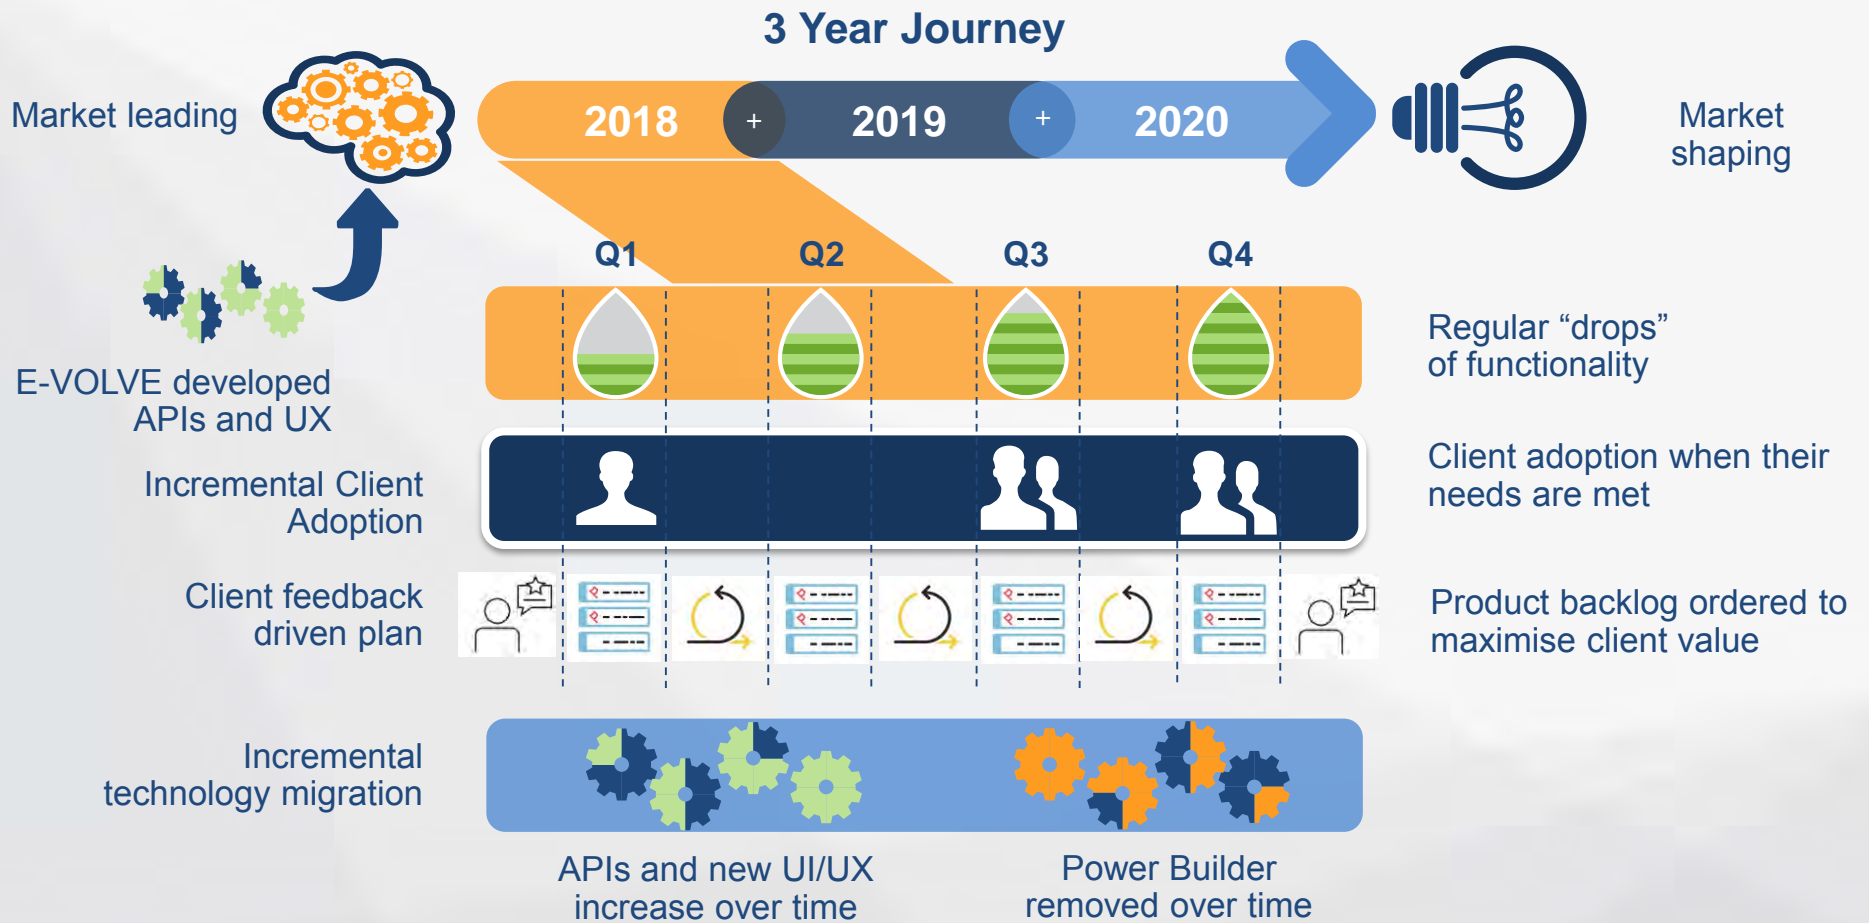 3 Year Journey
Market leading
2018
+
2019
+
2020
Market
shaping
Q1
Q2
Q3
Q4
E-VOLVE developed
APIs and UX
Regular “drops”
of functionality
Incremental Client
Adoption
Client adoption when their
needs are met
Client feedback
driven plan
Product backlog ordered to
maximise client value
Incremental
technology migration
APIs and new UI/UX
increase over time
Power Builder
removed over time